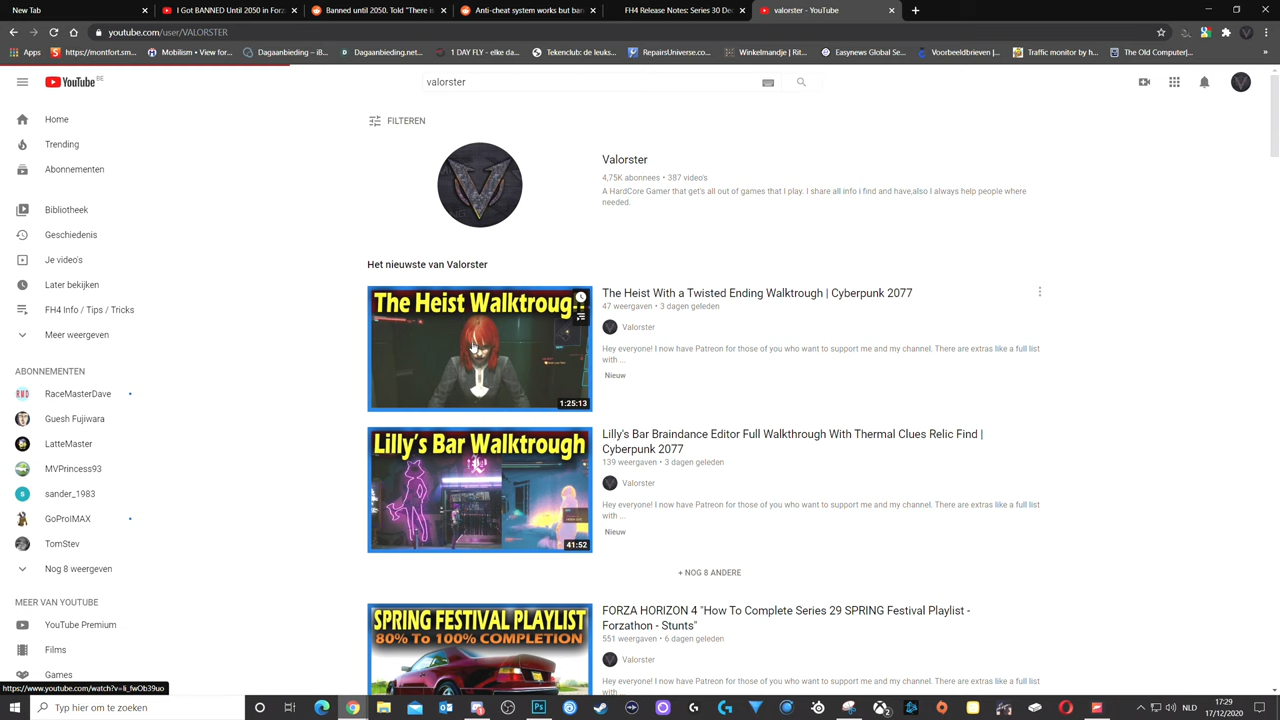 New Tab
I Got BANNED Until 2050 in Forz
Banned until 2050. Told "There is
Anti-cheat system works but ban
FH4 Release Notes: Series 30 Dec
valorster - YouTube
youtube.com/user/VALORSTER
Apps
https://montfort.sm...
Mobilism • View for...
Dagaanbieding – iB...
Dagaanbieding.net...
1 DAY FLY - elke da...
Tekenclub: de leuks...
RepairsUniverse.co...
Winkelmandje | Rit...
Easynews Global Se...
Voorbeeldbrieven |...
Traffic monitor by h...
The Old Computer|...
»
YouTube BE
valorster
Home
Trending
Abonnementen
Bibliotheek
Geschiedenis
Je video's
Later bekijken
FH4 Info / Tips / Tricks
Meer weergeven
ABONNEMENTEN
RaceMasterDave
Guesh Fujiwara
LatteMaster
MVPrincess93
sander_1983
GoProIMAX
TomStev
Nog 8 weergeven
MEER VAN YOUTUBE
YouTube Premium
Films
Games
https://www.youtube.com/watch?v=li_fwOb39uo
FILTEREN
Valorster
4,75K abonnees • 387 video's
A HardCore Gamer that get's all out of games that I play. I share all info i find and have,also I always help people where
needed.
Het nieuwste van Valorster
The Heist Walktroug
1:25:13
The Heist With a Twisted Ending Walktrough | Cyberpunk 2077
47 weergaven • 3 dagen geleden
Valorster
Hey everyone! I now have Patreon for those of you who want to support me and my channel. There are extras like a full list
with ...
Nieuw
Lilly's Bar Walktrough
41:52
Lilly's Bar Braindance Editor Full Walkthrough With Thermal Clues Relic Find |
Cyberpunk 2077
139 weergaven • 3 dagen geleden
Valorster
Hey everyone! I now have Patreon for those of you who want to support me and my channel. There are extras like a full list
with ...
Nieuw
+ NOG 8 ANDERE
SPRING FESTIVAL PLAYLIST
80% To 100% COMPLETION
FORZA HORIZON 4 "How To Complete Series 29 SPRING Festival Playlist -
Forzathon - Stunts"
551 weergaven • 6 dagen geleden
Valorster
Hey everyone! I now have Patreon for those of you who want to support me and my channel. There are extras like a full list
Typ hier om te zoeken
NLD
17:29
17/12/2020